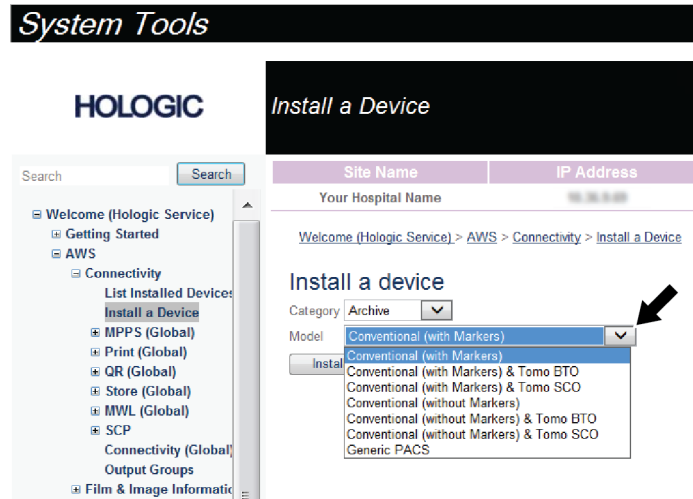 System Tools
HOLOGIC
Install a Device
Search Search
Site Name IP Address
Your Hospital Name
Welcome (Hologic Service) > AWS > Connectivity > Install a Device
Welcome (Hologic Service)
Getting Started
AWS
Connectivity
List Installed Devices
Install a Device
MPPS (Global)
Print (Global)
QR (Global)
Store (Global)
MWL (Global)
SCP
Connectivity (Global)
Output Groups
Film & Image Informatic
Install a device
Category Archive
Model Conventional (with Markers)
Instal
Conventional (with Markers)
Conventional (with Markers) & Tomo BTO
Conventional (with Markers) & Tomo SCO
Conventional (without Markers)
Conventional (without Markers) & Tomo BTO
Conventional (without Markers) & Tomo SCO
Generic PACS